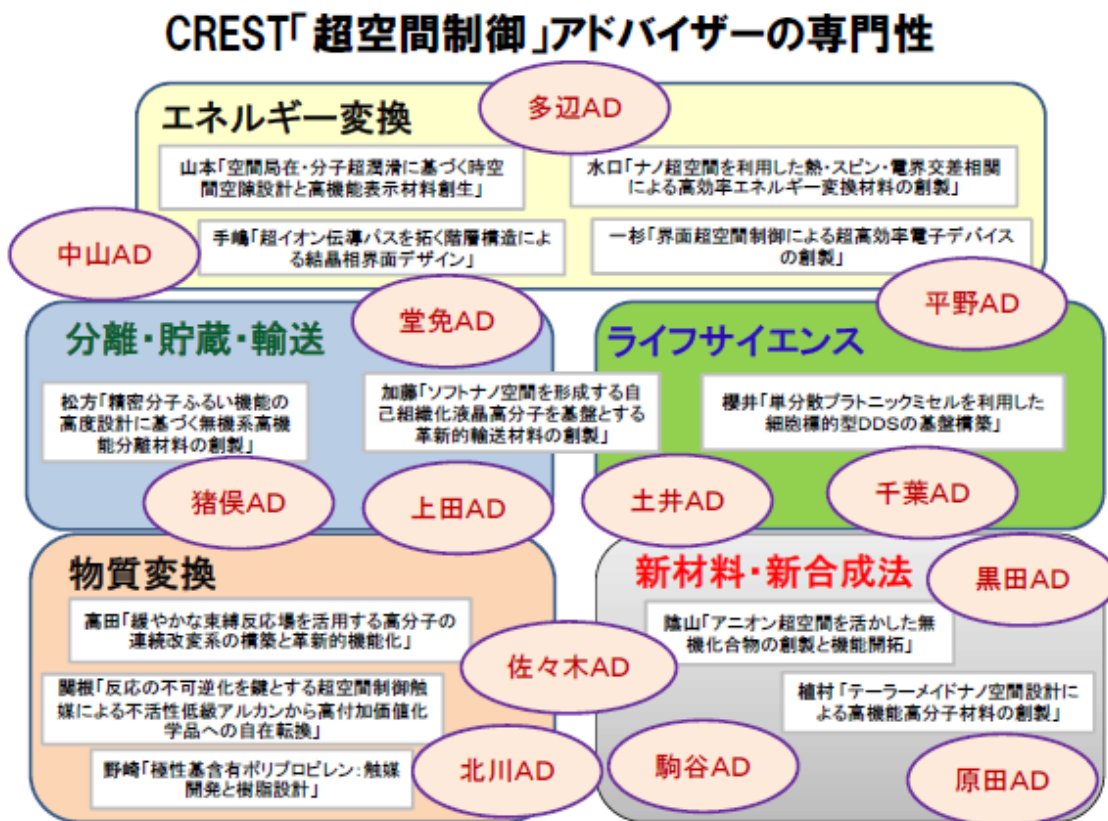 CREST「超空間制御」アドバイザーの専門性
多辺AD
エネルギー変換
山本「空間局在・分子超潤滑に基づく時空
間空隙設計と高機能表示材料創生」
水口「ナノ超空間を利用した熱・スピン・電界交差相関
による高効率エネルギー変換材料の創製」
中山AD
手嶋「超イオン伝導パスを拓く階層構造によ
る結晶相界面デザイン」
一杉「界面超空間制御による超高効率電子デバイス
の創製」
平野AD
堂免AD
分離・貯蔵・輸送
松方「精密分子ふるい機能の
高度設計に基づく無機系高機
能分離材料の創製」
加藤「ソフトナノ空間を形成する自
己組織化液晶高分子を基盤とする
革新的輸送材料の創製」
猪俣AD
上田AD
ライフサイエンス
櫻井「単分散プラトニックミセルを利用した
細胞標的型DDSの基盤構築」
土井AD
千葉AD
物質変換
高田「緩やかな束縛反応場を活用する高分子の
連続改変系の構築と革新的機能化」
佐々木AD
関根「反応の不可逆化を鍵とする超空間制御触
媒による不活性低級アルカンから高付加価値化
学品への自在転換」
野崎「極性基含有ポリプロピレン:触媒
開発と樹脂設計」
北川AD
新材料・新合成法
黒田AD
陰山「アニオン超空間を活かした無
機化合物の創製と機能開拓」
植村「テーラーメイドナノ空間設計に
よる高機能高分子材料の創製」
駒谷AD
原田AD